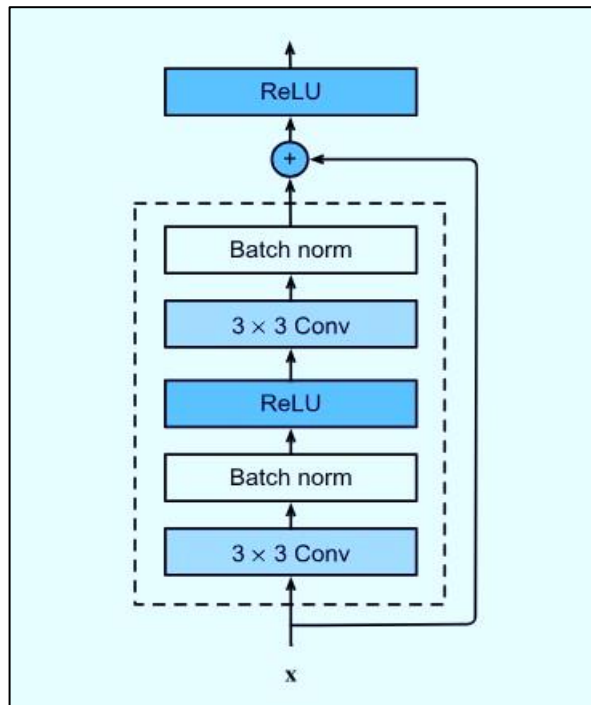 ReLU
+
Batch norm
3 × 3 Conv
ReLU
Batch norm
3 × 3 Conv
x